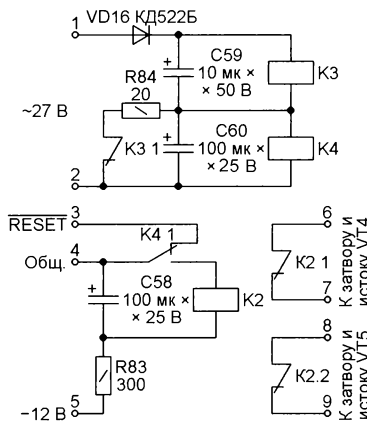 1
VD16 КД522Б
C59
10 мк ×
× 50 В
K3
R84
20
~27 В
K3 1
C60
100 мк ×
× 25 В
K4
2
3
RESET
K4 1
4
Общ.
C58
100 мк ×
× 25 В
K2
R83
300
5
−12 В
6
K2 1
7
К затвору и
истоку VT4
8
K2.2
9
К затвору и
истоку VT5